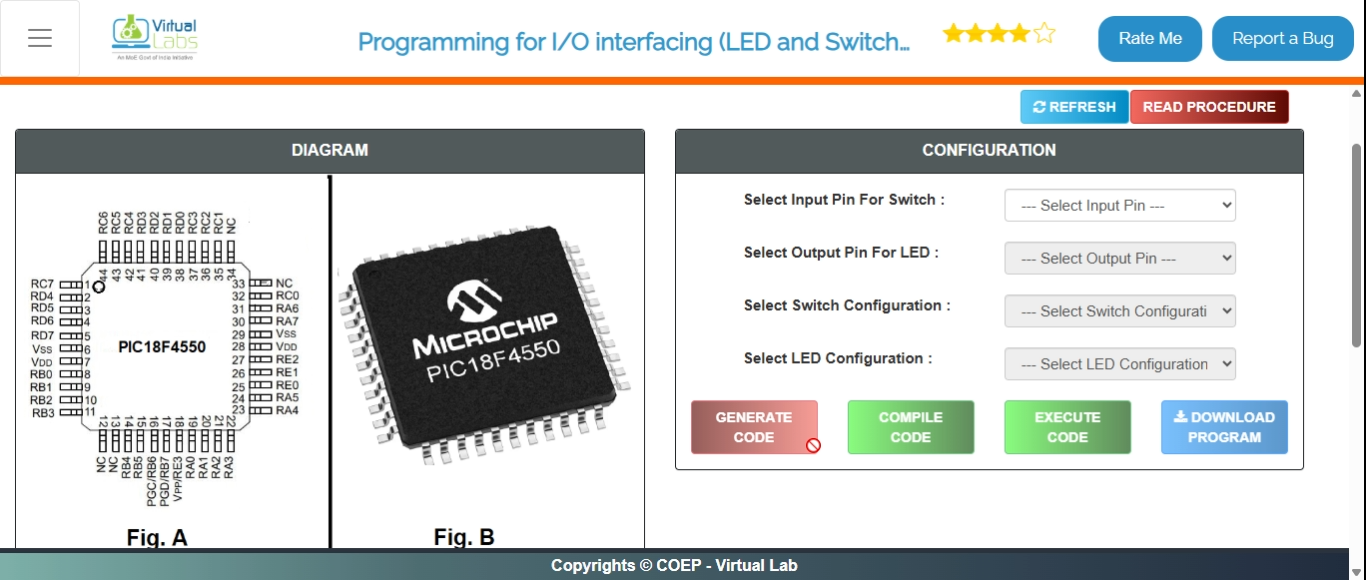 Virtual
Labs
An MoE Govt of India Initiative
Programming for I/O interfacing (LED and Switch...
Rate Me
Report a Bug
REFRESH
READ PROCEDURE
DIAGRAM
RC6 RC5 RC4 RD3 RD2 RD1 RD0 RC3 RC2 RC1 NC
44 43 42 41 40 39 38 37 36 35 34
RC7 1
RD4 2
RD5 3
RD6 4
RD7 5
Vss 6
VDD 7
RB0 8
RB1 9
RB2 10
RB3 11
PIC18F4550
33 NC
32 RC0
31 RA6
30 RA7
29 Vss
28 VDD
27 RE2
26 RE1
25 RE0
24 RA5
23 RA4
12 13 14 15 16 17 18 19 20 21 22
NC NC RB4 RB5 PGC/RB6 PGD/RB7 VPP/RE3 RA0 RA1 RA2 RA3
Fig. A
MICROCHIP
PIC18F4550
Fig. B
CONFIGURATION
Select Input Pin For Switch :
--- Select Input Pin ---
Select Output Pin For LED :
--- Select Output Pin ---
Select Switch Configuration :
--- Select Switch Configurati
Select LED Configuration :
--- Select LED Configuration
GENERATE
CODE
COMPILE
CODE
EXECUTE
CODE
DOWNLOAD
PROGRAM
Copyrights © COEP - Virtual Lab